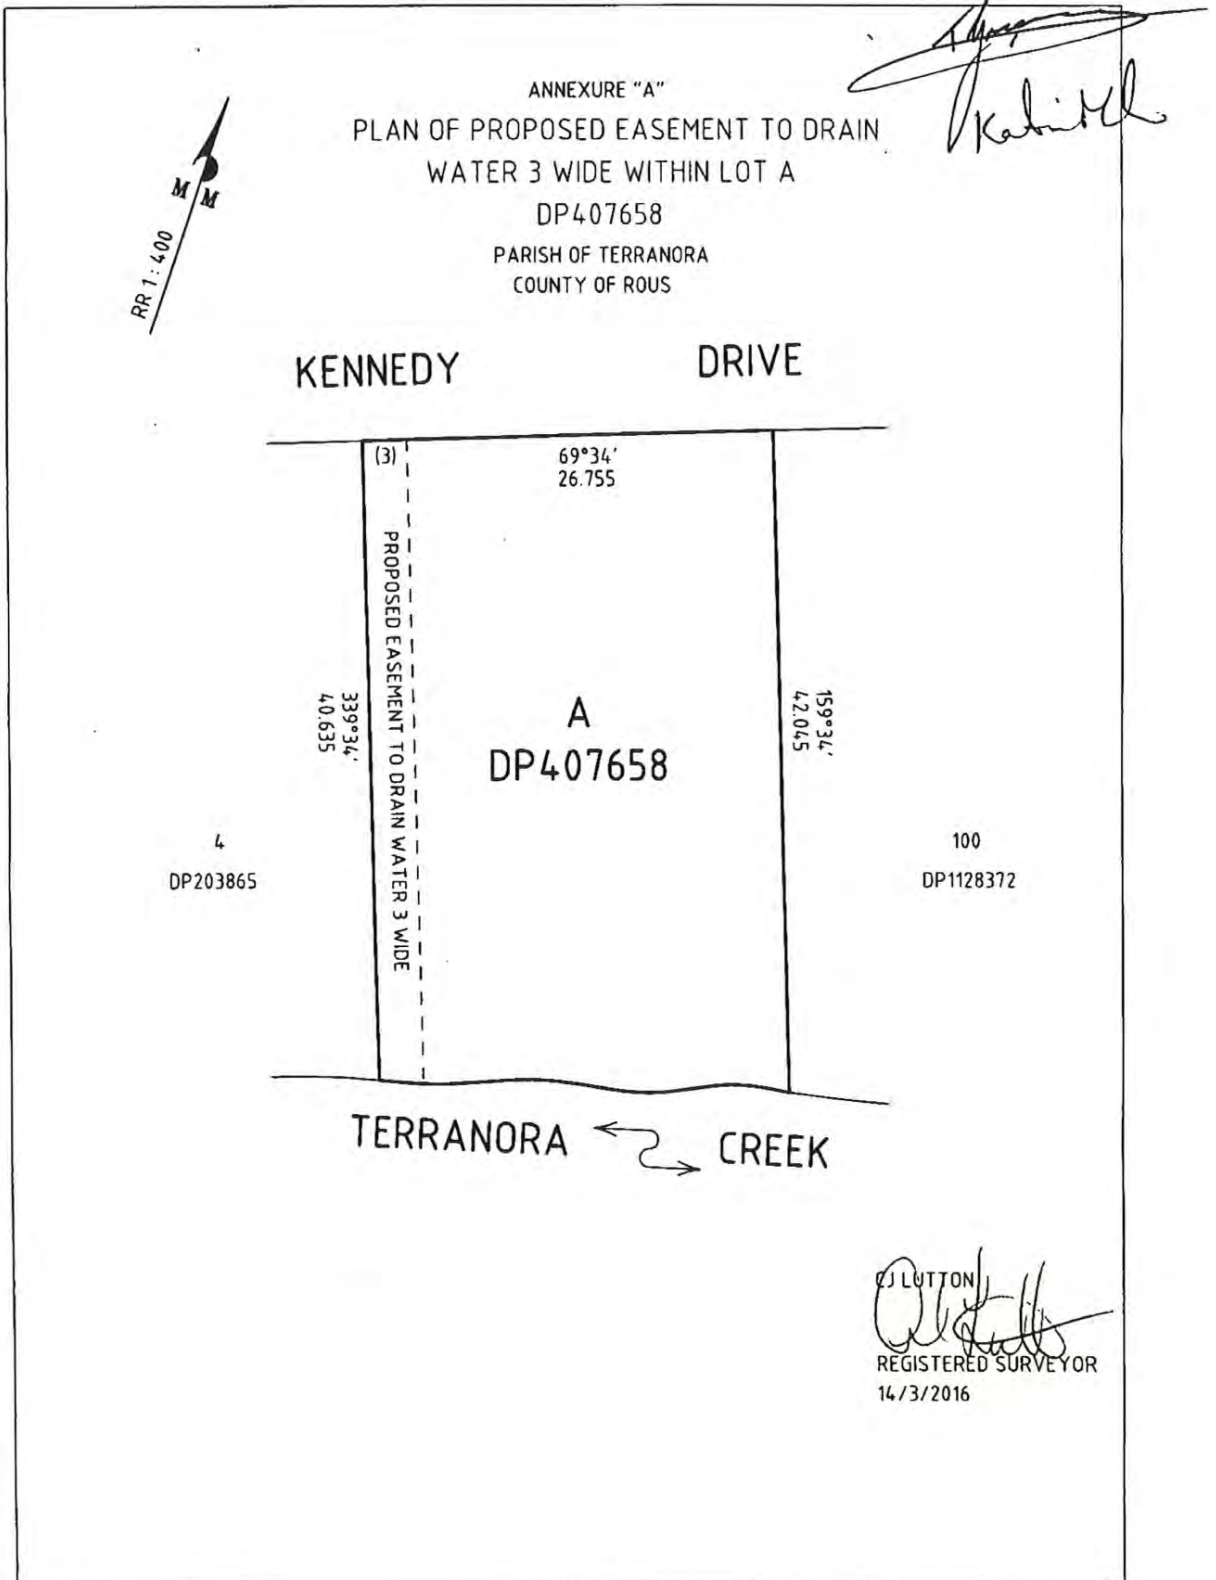 ANNEXURE "A"
PLAN OF PROPOSED EASEMENT TO DRAIN
WATER 3 WIDE WITHIN LOT A
DP407658
PARISH OF TERRANORA
COUNTY OF ROUS
M M
RR 1:400
KENNEDY DRIVE
(3)
69°34'
26.755
PROPOSED EASEMENT TO DRAIN WATER 3 WIDE
339°34'
40.635
A
DP407658
159°34'
42.045
4
DP203865
100
DP1128372
TERRANORA CREEK
CJ LUTTON
REGISTERED SURVEYOR
14/3/2016